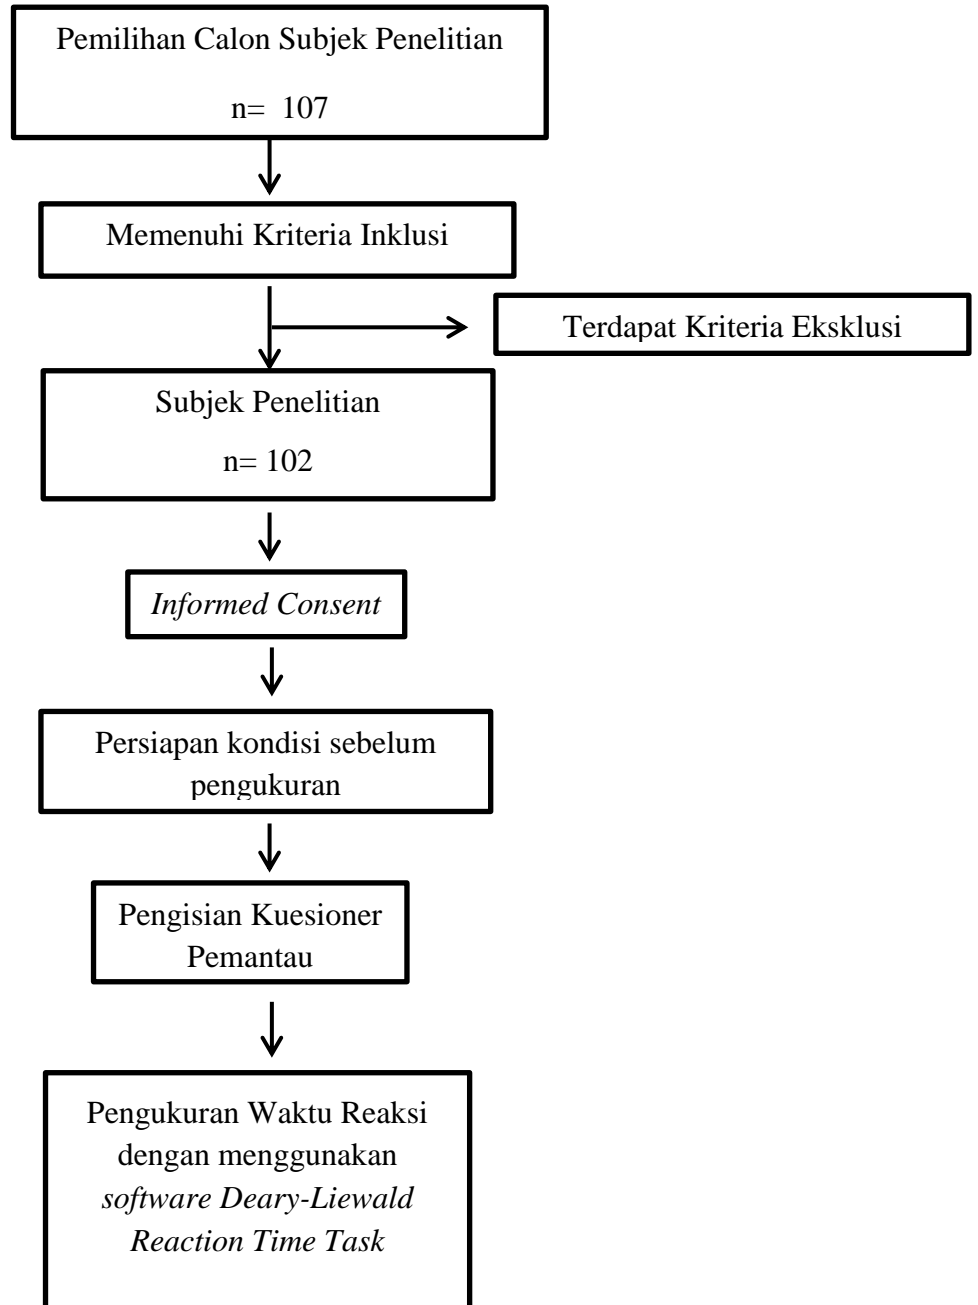 Pemilihan Calon Subjek Penelitian
n= 107
Memenuhi Kriteria Inklusi
Terdapat Kriteria Eksklusi
Subjek Penelitian
n= 102
Informed Consent
Persiapan kondisi sebelum
pengukuran
Pengisian Kuesioner
Pemantau
Pengukuran Waktu Reaksi
dengan menggunakan
software Deary-Liewald
Reaction Time Task